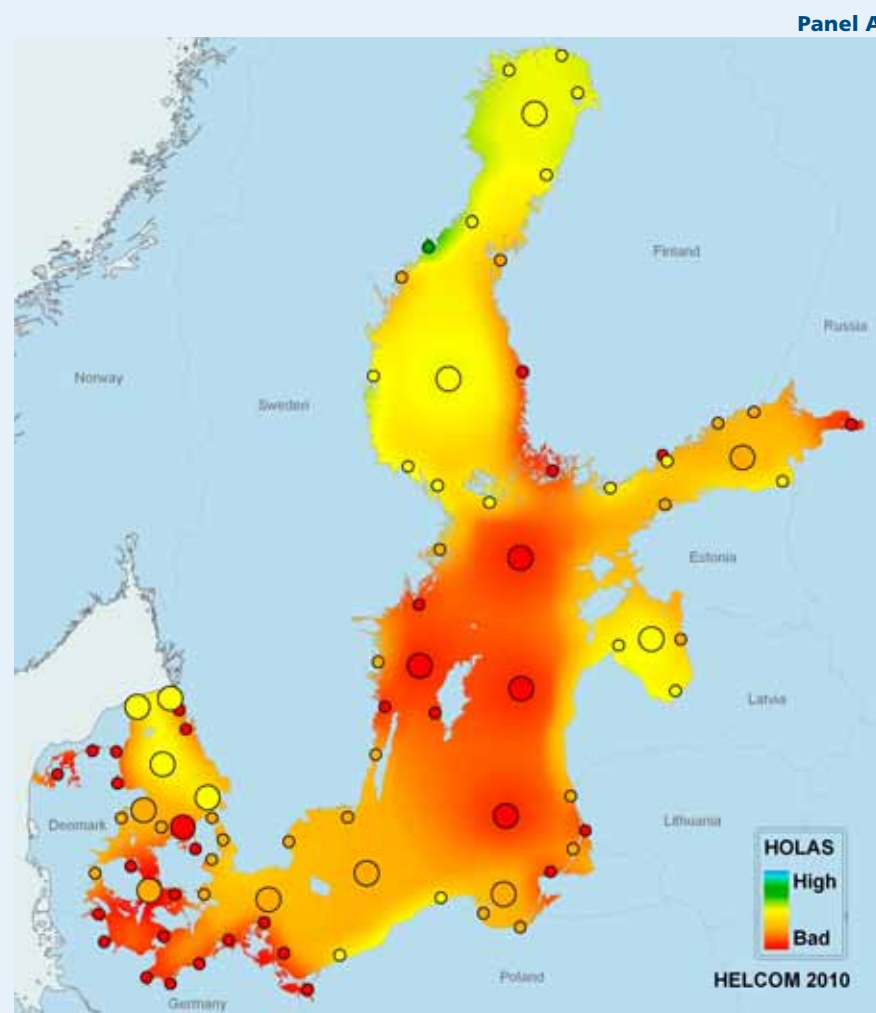 Panel A
Finland
Russia
Norway
Sweden
Estonia
Latvia
Denmark
Lithuania
HOLAS
High
Bad
HELCOM 2010
Poland
Germany